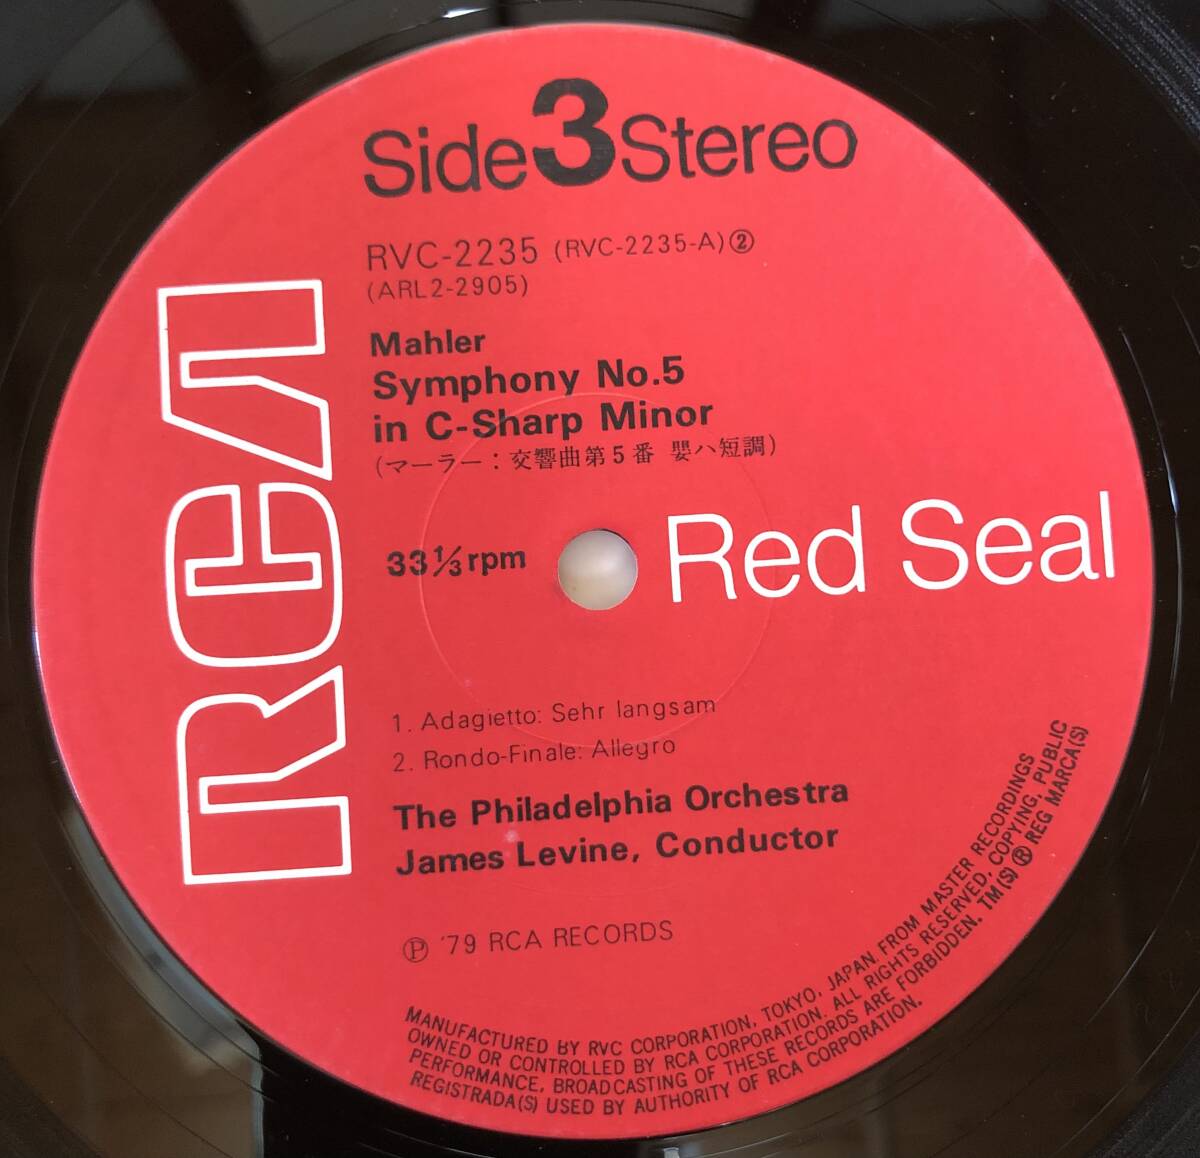 Side 3 Stereo
RVC-2235 (RVC-2235-A)②
(ARL2-2905)
Mahler
Symphony No.5
in C-Sharp Minor
(マーラー：交響曲第5番 嬰ハ短調)
RCA
33⅓ rpm
Red Seal
1. Adagietto: Sehr langsam
2. Rondo-Finale: Allegro
The Philadelphia Orchestra
James Levine, Conductor
Ⓟ '79 RCA RECORDS
MANUFACTURED BY RVC CORPORATION, TOKYO, JAPAN, FROM MASTER RECORDINGS
OWNED OR CONTROLLED BY RCA CORPORATION. ALL RIGHTS RESERVED, COPYING, PUBLIC
PERFORMANCE, BROADCASTING OF THESE RECORDS ARE FORBIDDEN. TM(S) ® REG MARCA(S)
REGISTRADA(S) USED BY AUTHORITY OF RCA CORPORATION.